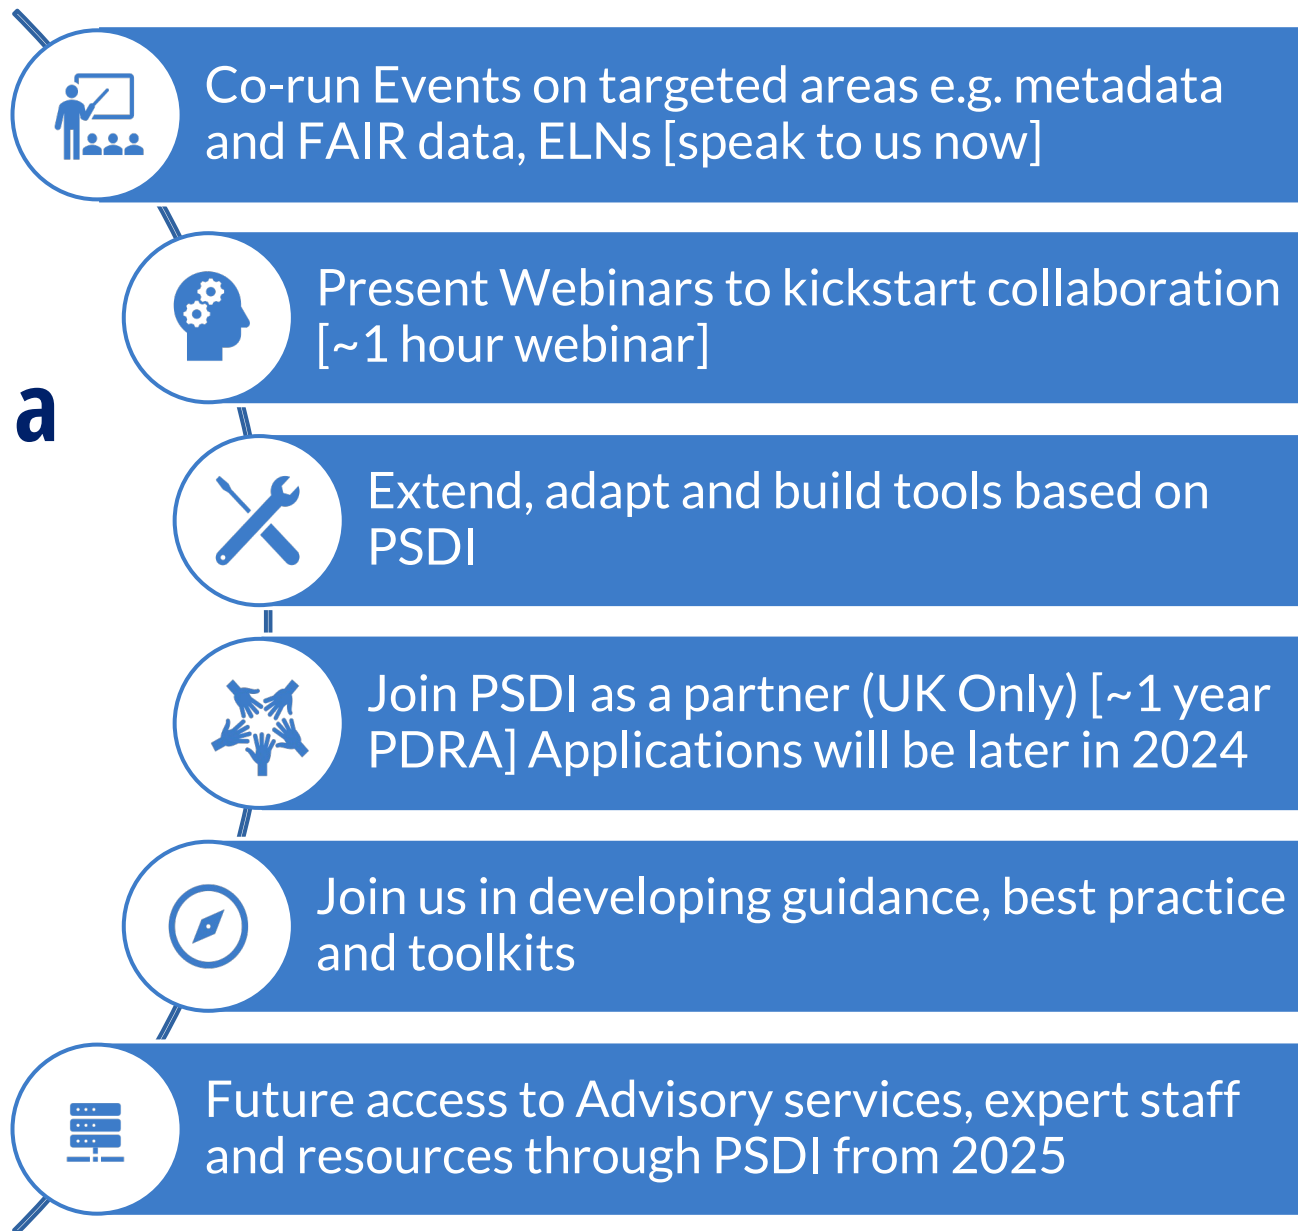 Co-run Events on targeted areas e.g. metadata
and FAIR data, ELNs [speak to us now]
Present Webinars to kickstart collaboration
[~1 hour webinar]
a
Extend, adapt and build tools based on
PSDI
Join PSDI as a partner (UK Only) [~1 year
PDRA] Applications will be later in 2024
Join us in developing guidance, best practice
and toolkits
Future access to Advisory services, expert staff
and resources through PSDI from 2025